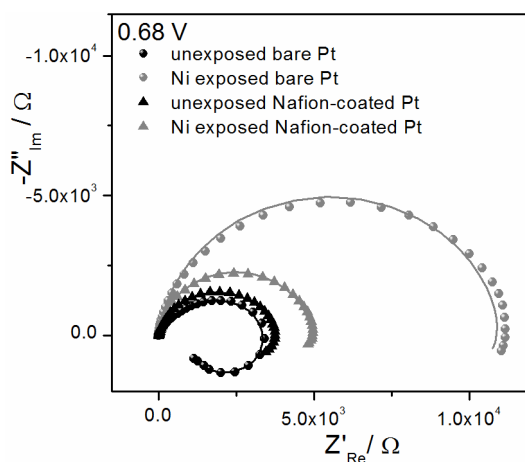 0.68 V
unexposed bare Pt
Ni exposed bare Pt
unexposed Nafion-coated Pt
Ni exposed Nafion-coated Pt
-Z''Im / Ω
-1.0x10⁴
-5.0x10³
0.0
0.0
5.0x10³
1.0x10⁴
Z'Re / Ω